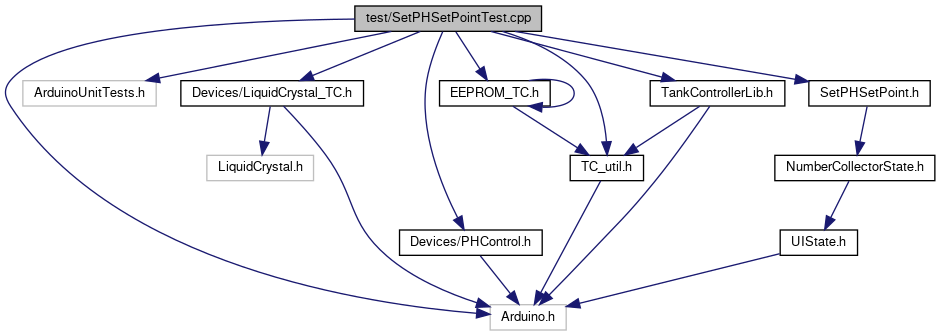 test/SetPHSetPointTest.cpp
ArduinoUnitTests.h
Devices/LiquidCrystal_TC.h
EEPROM_TC.h
TankControllerLib.h
SetPHSetPoint.h
LiquidCrystal.h
TC_util.h
NumberCollectorState.h
Devices/PHControl.h
UIState.h
Arduino.h